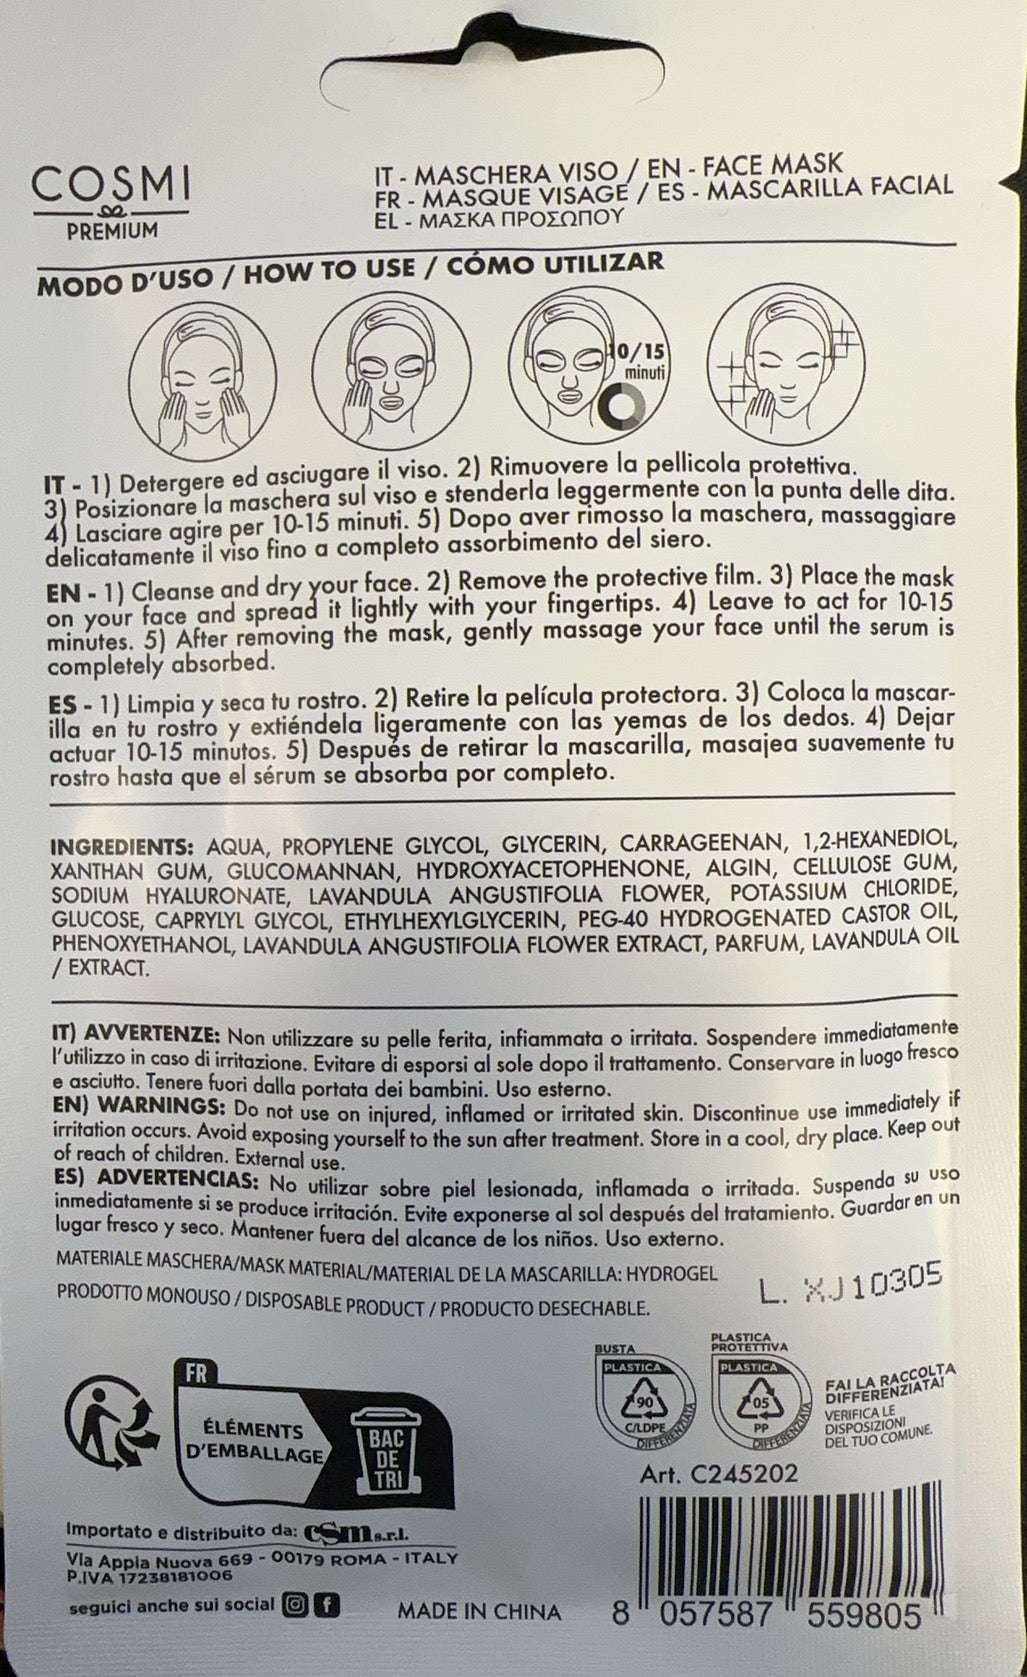 COSMI
PREMIUM
IT - MASCHERA VISO / EN - FACE MASK
FR - MASQUE VISAGE / ES - MASCARILLA FACIAL
EL - ΜΑΣΚΑ ΠΡΟΣΩΠΟΥ
MODO D'USO / HOW TO USE / CÓMO UTILIZAR
10/15
minuti
IT - 1) Detergere ed asciugare il viso. 2) Rimuovere la pellicola protettiva.
3) Posizionare la maschera sul viso e stenderla leggermente con la punta delle dita.
4) Lasciare agire per 10-15 minuti. 5) Dopo aver rimosso la maschera, massaggiare
delicatamente il viso fino a completo assorbimento del siero.
EN - 1) Cleanse and dry your face. 2) Remove the protective film. 3) Place the mask
on your face and spread it lightly with your fingertips. 4) Leave to act for 10-15
minutes. 5) After removing the mask, gently massage your face until the serum is
completely absorbed.
ES - 1) Limpia y seca tu rostro. 2) Retire la película protectora. 3) Coloca la mascar-
illa en tu rostro y extiéndela ligeramente con las yemas de los dedos. 4) Dejar
actuar 10-15 minutos. 5) Después de retirar la mascarilla, masajea suavemente tu
rostro hasta que el sérum se absorba por completo.
INGREDIENTS: AQUA, PROPYLENE GLYCOL, GLYCERIN, CARRAGEENAN, 1,2-HEXANEDIOL,
XANTHAN GUM, GLUCOMANNAN, HYDROXYACETOPHENONE, ALGIN, CELLULOSE GUM,
SODIUM HYALURONATE, LAVANDULA ANGUSTIFOLIA FLOWER, POTASSIUM CHLORIDE,
GLUCOSE, CAPRYLYL GLYCOL, ETHYLHEXYLGLYCERIN, PEG-40 HYDROGENATED CASTOR OIL,
PHENOXYETHANOL, LAVANDULA ANGUSTIFOLIA FLOWER EXTRACT, PARFUM, LAVANDULA OIL
/ EXTRACT.
IT) AVVERTENZE: Non utilizzare su pelle ferita, infiammata o irritata. Sospendere immediatamente
l'utilizzo in caso di irritazione. Evitare di esporsi al sole dopo il trattamento. Conservare in luogo fresco
e asciutto. Tenere fuori dalla portata dei bambini. Uso esterno.
EN) WARNINGS: Do not use on injured, inflamed or irritated skin. Discontinue use immediately if
irritation occurs. Avoid exposing yourself to the sun after treatment. Store in a cool, dry place. Keep out
of reach of children. External use.
ES) ADVERTENCIAS: No utilizar sobre piel lesionada, inflamada o irritada. Suspenda su uso
inmediatamente si se produce irritación. Evite exponerse al sol después del tratamiento. Guardar en un
lugar fresco y seco. Mantener fuera del alcance de los niños. Uso externo.
MATERIALE MASCHERA/MASK MATERIAL/MATERIAL DE LA MASCARILLA: HYDROGEL
PRODOTTO MONOUSO / DISPOSABLE PRODUCT / PRODUCTO DESECHABLE.
L. XJ10305
FR
ÉLÉMENTS
D'EMBALLAGE
BAC
DE
TRI
BUSTA
PLASTICA
90
C/LDPE
DIFFERENZIATA
PLASTICA
PROTETTIVA
PLASTICA
05
PP
DIFFERENZIATA
FAI LA RACCOLTA
DIFFERENZIATA!
VERIFICA LE
DISPOSIZIONI
DEL TUO COMUNE.
Art. C245202
Importato e distribuito da: csm s.r.l.
Via Appia Nuova 669 - 00179 ROMA - ITALY
P.IVA 17238181006
seguici anche sui social
MADE IN CHINA
8 057587 559805